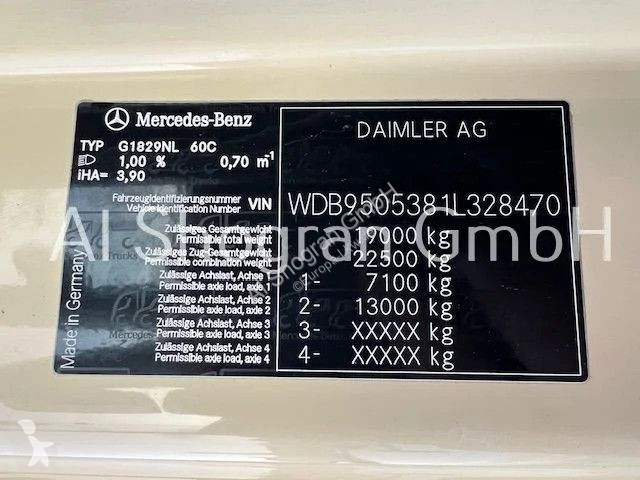 Mercedes-Benz
DAIMLER AG
TYP G1829NL 60C
1,00 % 0,70 m⁻¹
iHA= 3,90
Fahrzeugidentifizierungsnummer
Vehicle Identification Number VIN WDB9505381L328470
Zulässiges Gesamtgewicht
Permissible total weight 19000 kg
Zulässiges Zug-Gesamtgewicht
Permissible combination weight 22500 kg
Zulässige Achslast, Achse 1
Permissible axle load, axle 1 1- 7100 kg
Zulässige Achslast, Achse 2
Permissible axle load, axle 2 2- 13000 kg
Zulässige Achslast, Achse 3
Permissible axle load, axle 3 3- XXXXX kg
Zulässige Achslast, Achse 4
Permissible axle load, axle 4 4- XXXXX kg
Made in Germany
GmbH